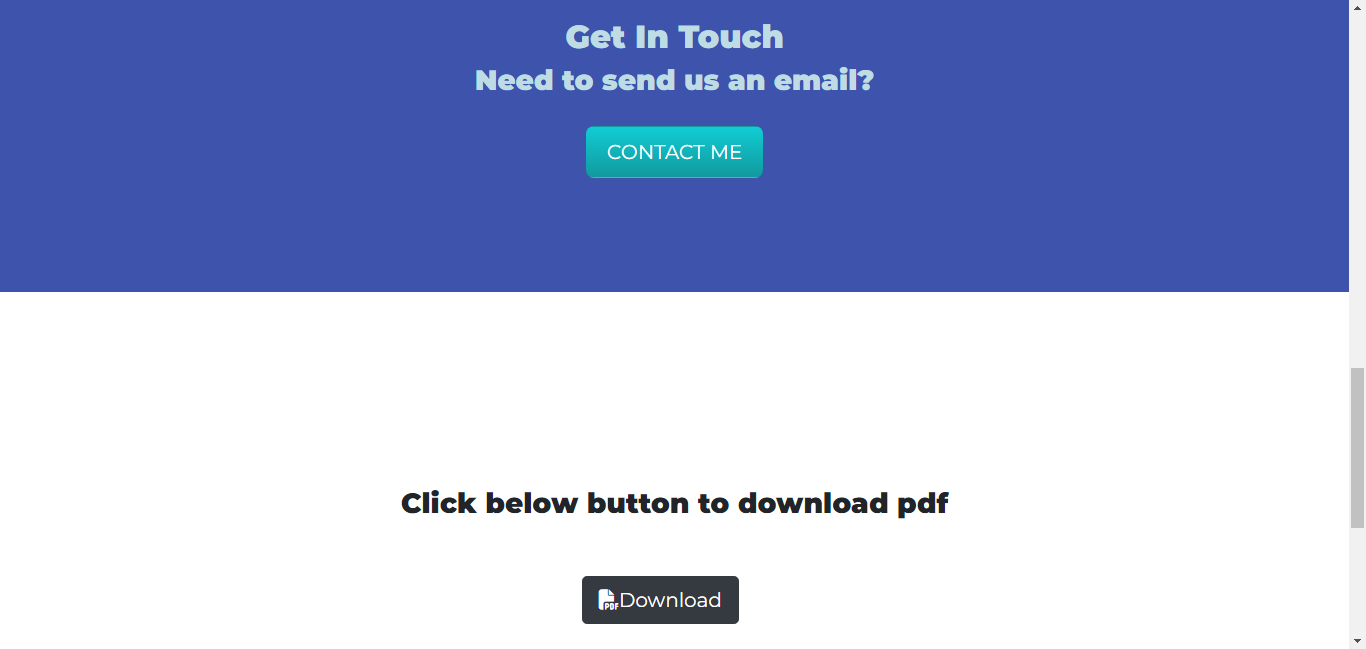 Get In Touch
Need to send us an email?
CONTACT ME
Click below button to download pdf
PDF Download